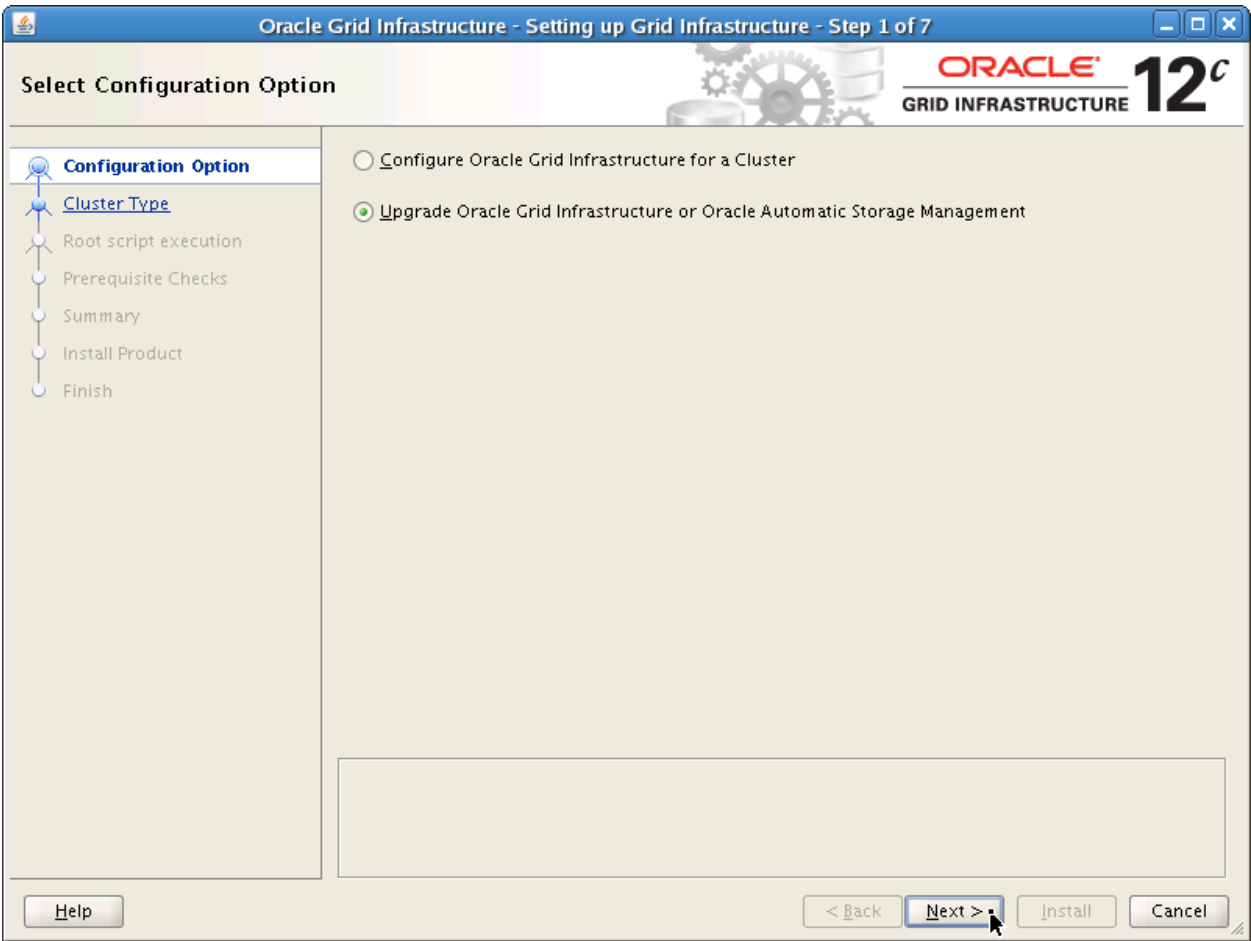 Oracle Grid Infrastructure - Setting up Grid Infrastructure - Step 1 of 7
Select Configuration Option
ORACLE®
GRID INFRASTRUCTURE
12c
Configuration Option
Cluster Type
Root script execution
Prerequisite Checks
Summary
Install Product
Finish
Configure Oracle Grid Infrastructure for a Cluster
Upgrade Oracle Grid Infrastructure or Oracle Automatic Storage Management
Help
< Back
Next >
Install
Cancel